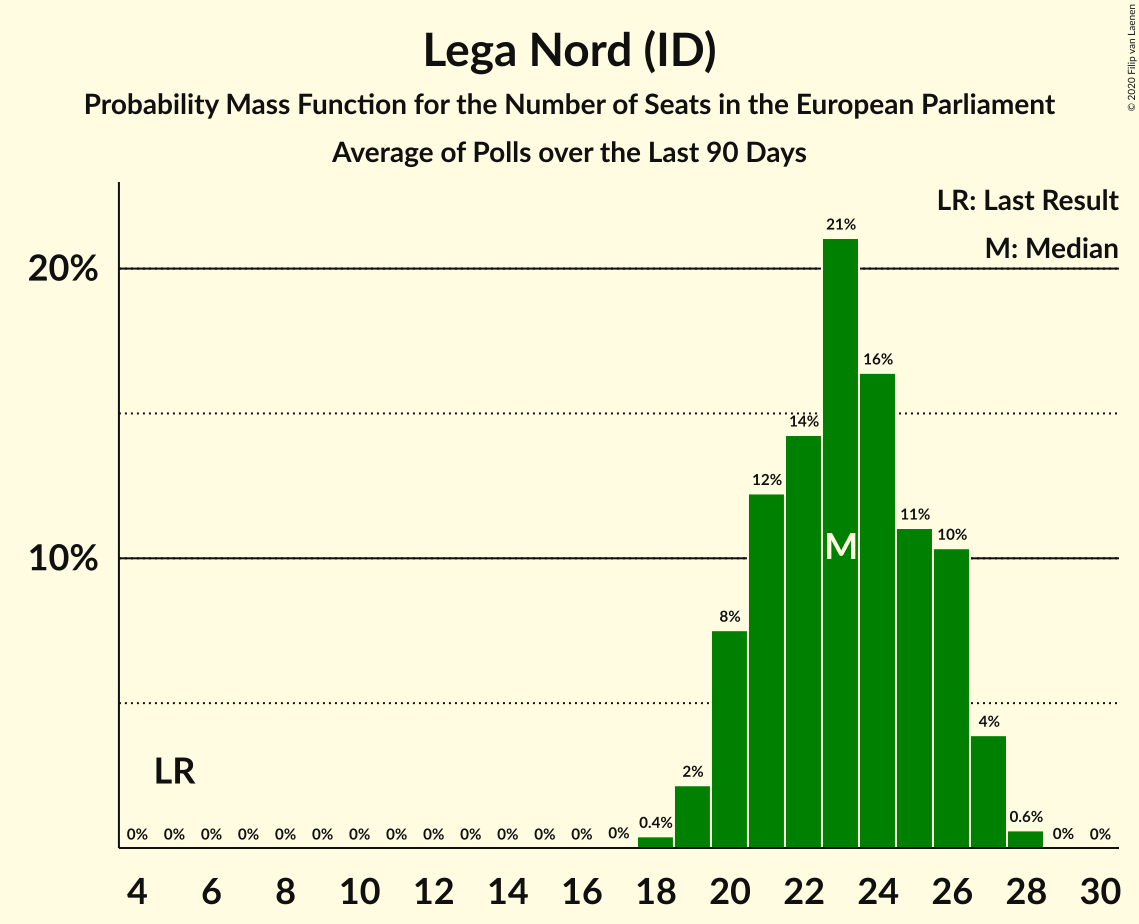 Lega Nord (ID)
Probability Mass Function for the Number of Seats in the European Parliament
Average of Polls over the Last 90 Days
© 2020 Filip van Laenen
LR: Last Result
M: Median
20%
10%
21%
16%
14%
12%
11%
10%
8%
4%
2%
0.6%
0.4%
M
LR
0% 0% 0% 0% 0% 0% 0% 0% 0% 0% 0% 0% 0% 0% 0% 0%
4 6 8 10 12 14 16 18 20 22 24 26 28 30